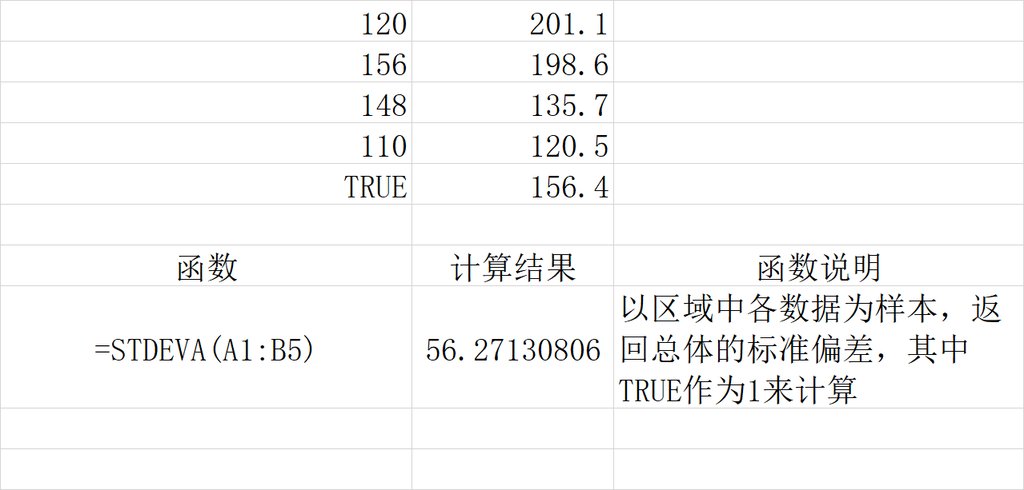 120 201.1
156 198.6
148 135.7
110 120.5
TRUE 156.4
函数 计算结果 函数说明
=STDEVA(A1:B5) 56.27130806 以区域中各数据为样本，返
回总体的标准偏差，其中
TRUE作为1来计算